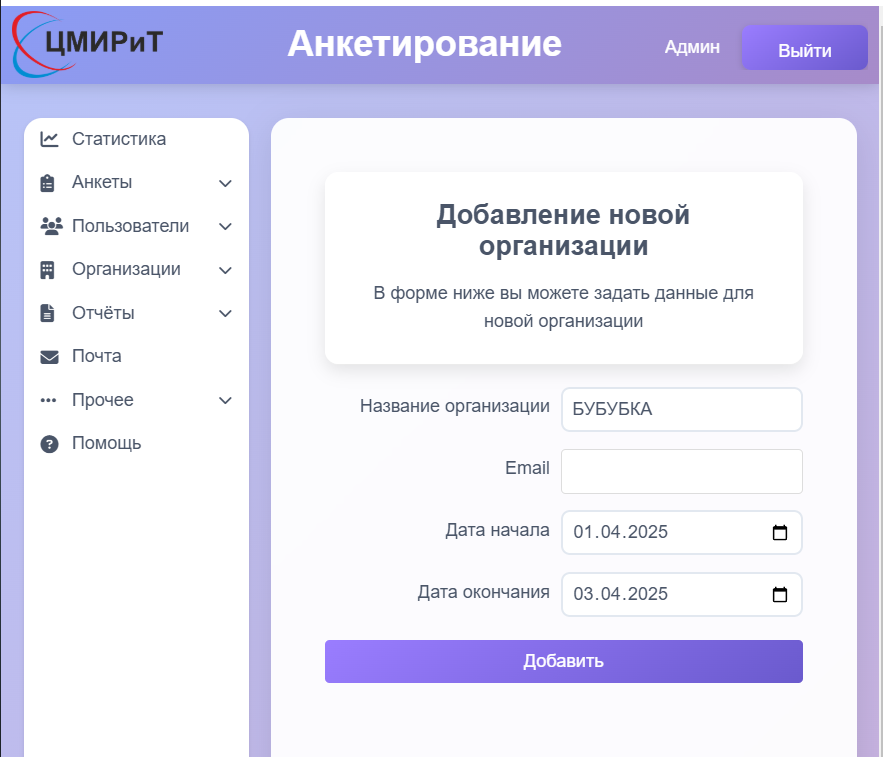 ЦМИРиТ
Анкетирование
Админ
Выйти
Статистика
Анкеты
Пользователи
Организации
Отчёты
Почта
Прочее
Помощь
Добавление новой
организации
В форме ниже вы можете задать данные для
новой организации
Название организации БУБУБКА
Email
Дата начала 01.04.2025
Дата окончания 03.04.2025
Добавить